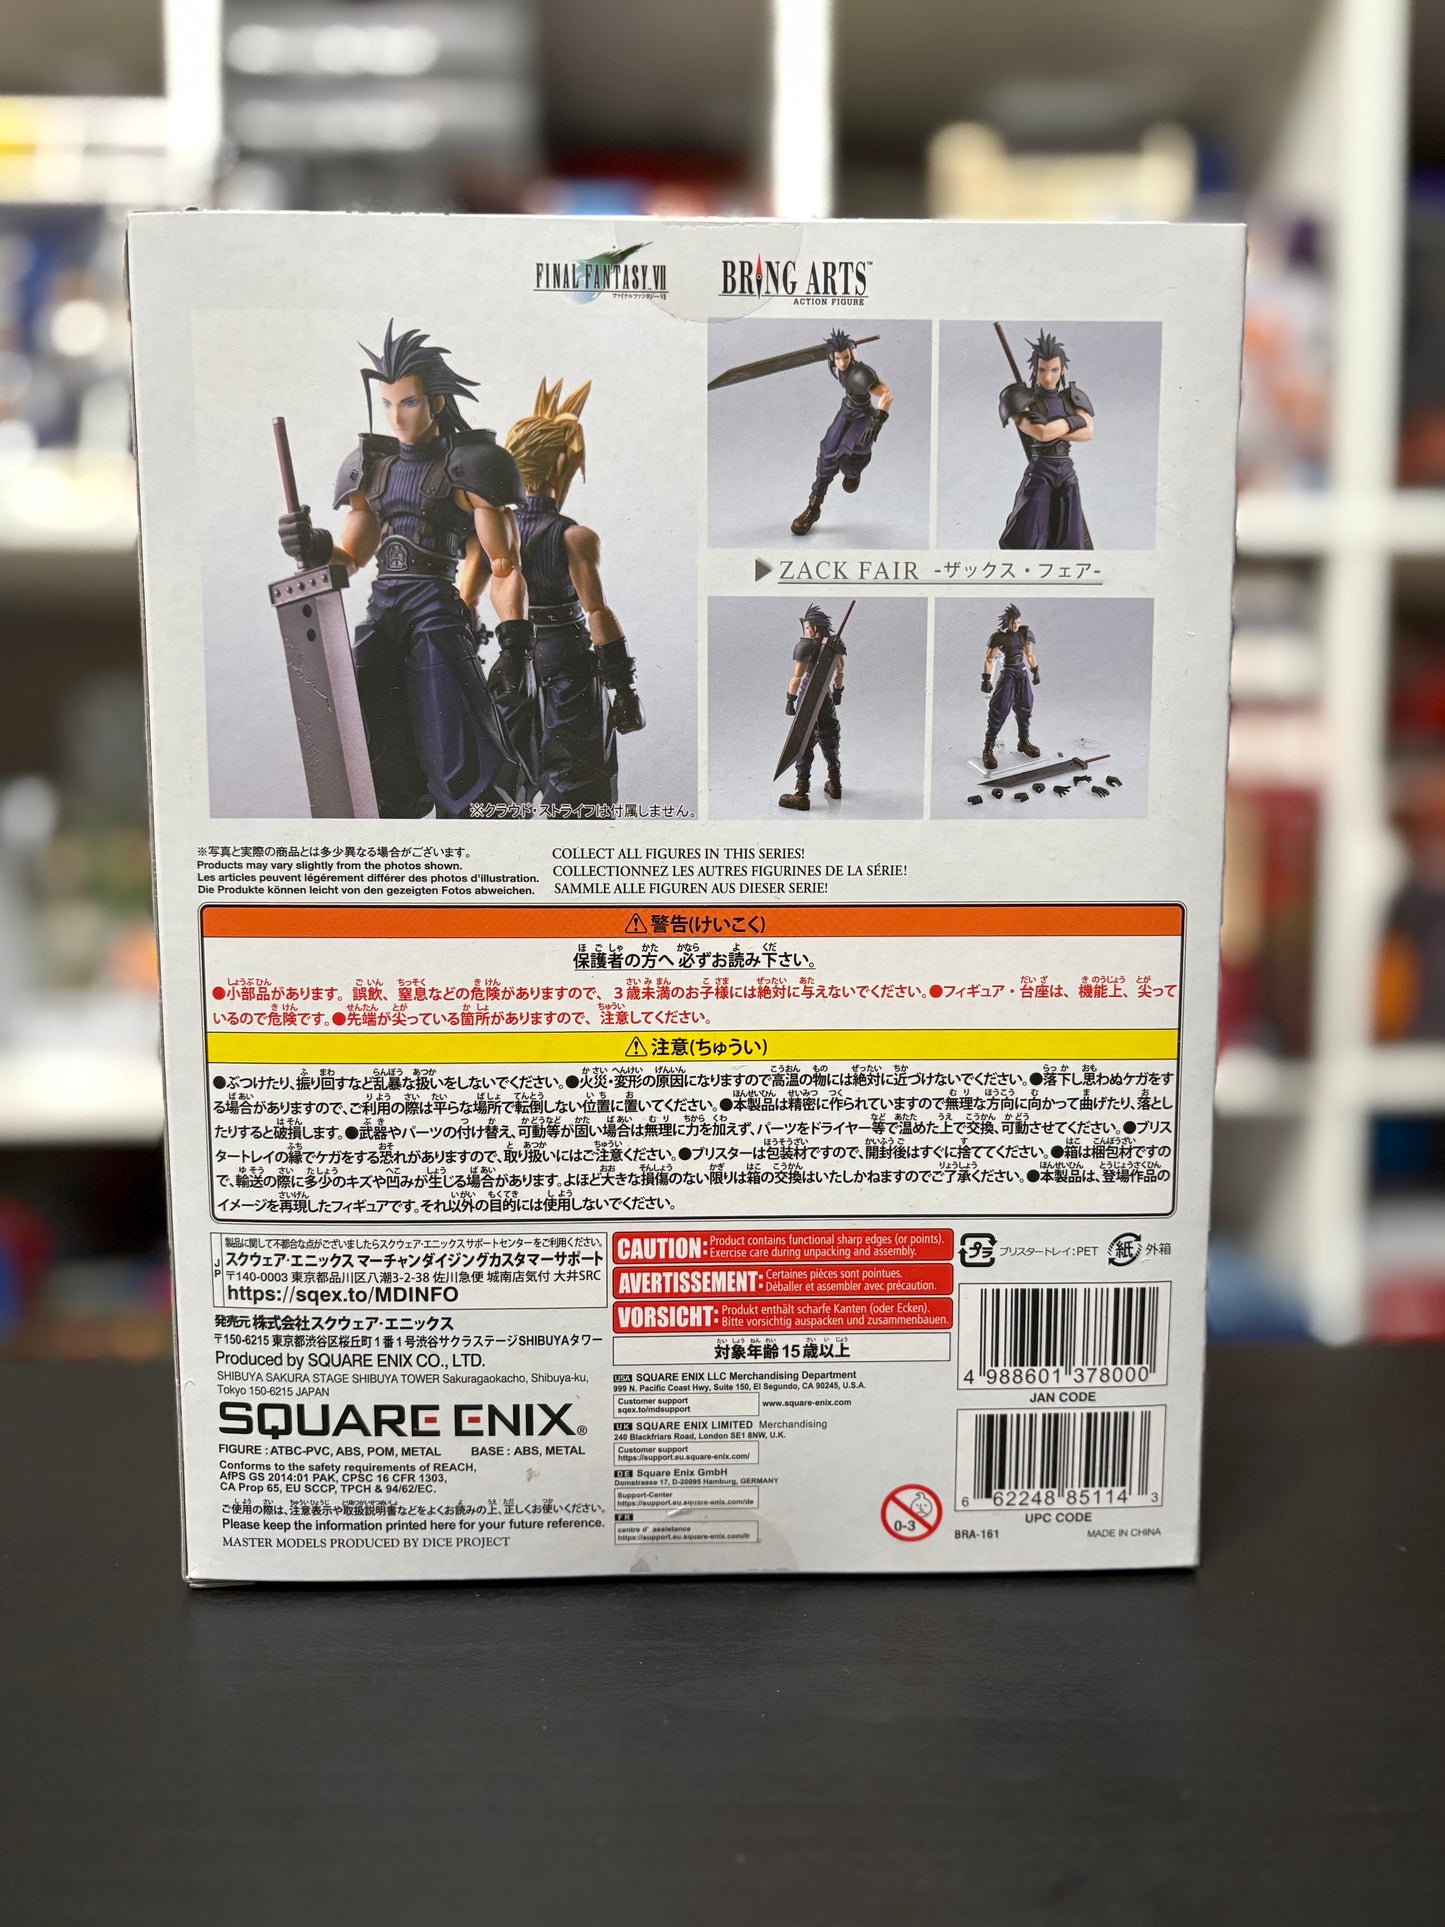 FINAL FANTASY VII
ファイナルファンタジーVII
BRING ARTS™
ACTION FIGURE
ZACK FAIR -ザックス・フェア-
※クラウド・ストライフは付属しません。
※写真と実際の商品とは多少異なる場合がございます。
Products may vary slightly from the photos shown.
Les articles peuvent légérement différer des photos d'illustration.
Die Produkte können leicht von den gezeigten Fotos abweichen.
COLLECT ALL FIGURES IN THIS SERIES!
COLLECTIONNEZ LES AUTRES FIGURINES DE LA SÉRIE!
SAMMLE ALLE FIGUREN AUS DIESER SERIE!
⚠警告(けいこく)
保護者の方へ 必ずお読み下さい。
●小部品があります。誤飲、窒息などの危険がありますので、3歳未満のお子様には絶対に与えないでください。●フィギュア・台座は、機能上、尖って
いるので危険です。●先端が尖っている箇所がありますので、注意してください。
⚠注意(ちゅうい)
●ぶつけたり、振り回すなど乱暴な扱いをしないでください。●火災・変形の原因になりますので高温の物には絶対に近づけないでください。●落下し思わぬケガをす
る場合がありますので、ご利用の際は平らな場所で転倒しない位置に置いてください。●本製品は精密に作られていますので無理な方向に向かって曲げたり、落とし
たりすると破損します。●武器やパーツの付け替え、可動等が固い場合は無理に力を加えず、パーツをドライヤー等で温めた上で交換、可動させてください。●ブリス
タートレイの縁でケガをする恐れがありますので、取り扱いにはご注意ください。●ブリスターは包装材ですので、開封後はすぐに捨ててください。●箱は梱包材ですの
で、輸送の際に多少のキズや凹みが生じる場合があります。よほど大きな損傷のない限りは箱の交換はいたしかねますのでご了承ください。●本製品は、登場作品の
イメージを再現したフィギュアです。それ以外の目的には使用しないでください。
JP
製品に関して不都合な点がございましたらスクウェア・エニックス サポートセンターをご利用ください。
スクウェア・エニックス マーチャンダイジングカスタマーサポート
〒140-0003 東京都品川区八潮3-2-38 佐川急便 城南店気付 大井SRC
https://sqex.to/MDINFO
発売元 株式会社スクウェア・エニックス
〒150-6215 東京都渋谷区桜丘町1番1号渋谷サクラステージSHIBUYAタワー
Produced by SQUARE ENIX CO., LTD.
SHIBUYA SAKURA STAGE SHIBUYA TOWER Sakuragaokacho, Shibuya-ku,
Tokyo 150-6215 JAPAN
SQUARE ENIX®
FIGURE : ATBC-PVC, ABS, POM, METAL BASE : ABS, METAL
Conforms to the safety requirements of REACH,
AfPS GS 2014:01 PAK, CPSC 16 CFR 1303,
CA Prop 65, EU SCCP, TPCH & 94/62/EC.
ご使用の際は、注意表示や取扱説明書などをよくお読みの上、正しくお使いください。
Please keep the information printed here for your future reference.
MASTER MODELS PRODUCED BY DICE PROJECT
CAUTION: Product contains functional sharp edges (or points).
Exercise care during unpacking and assembly.
AVERTISSEMENT: Certaines pièces sont pointues.
Déballer et assembler avec précaution.
VORSICHT: Produkt enthält scharfe Kanten (oder Ecken).
Bitte vorsichtig auspacken und zusammenbauen.
対象年齢15歳以上
USA SQUARE ENIX LLC Merchandising Department
999 N. Pacific Coast Hwy, Suite 150, El Segundo, CA 90245, U.S.A.
Customer support
sqex.to/mdsupport
www.square-enix.com
UK SQUARE ENIX LIMITED Merchandising
240 Blackfriars Road, London SE1 8NW, U.K.
Customer support
https://support.eu.square-enix.com/
DE Square Enix GmbH
Domstrasse 17, D-20095 Hamburg, GERMANY
Support-Center
https://support.eu.square-enix.com/de
FR
centre d' assistance
https://support.eu.square-enix.com/fr
プラ ブリスタートレイ:PET 紙 外箱
4 988601 378000
JAN CODE
6 62248 85114 3
UPC CODE
0-3
BRA-161
MADE IN CHINA